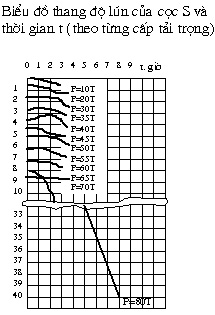 Biểu đồ thang độ lún của cọc S và
thời gian t (theo từng cấp tải trọng)
0 1 2 3 4 5 6 7 8 9 t. giờ
1
P=10T
2
P=20T
3
P=30T
P=35T
4
P=40T
5
P=45T
6
P=50T
7
P=55T
8
P=60T
9
P=65T
10
P=70T
33
34
35
36
37
38
39
40
P=80T